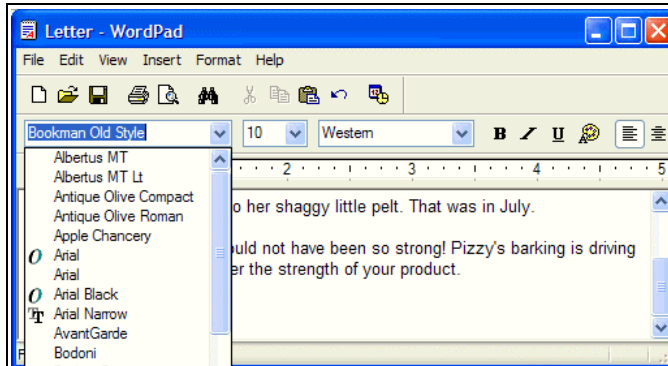 Letter - WordPad
File Edit View Insert Format Help
Bookman Old Style 10 Western B I U
Albertus MT
Albertus MT Lt
Antique Olive Compact
Antique Olive Roman
Apple Chancery
Arial
Arial
Arial Black
Arial Narrow
AvantGarde
Bodoni
2 3 4 5
o her shaggy little pelt. That was in July.
uld not have been so strong! Pizzy's barking is driving
er the strength of your product.
F